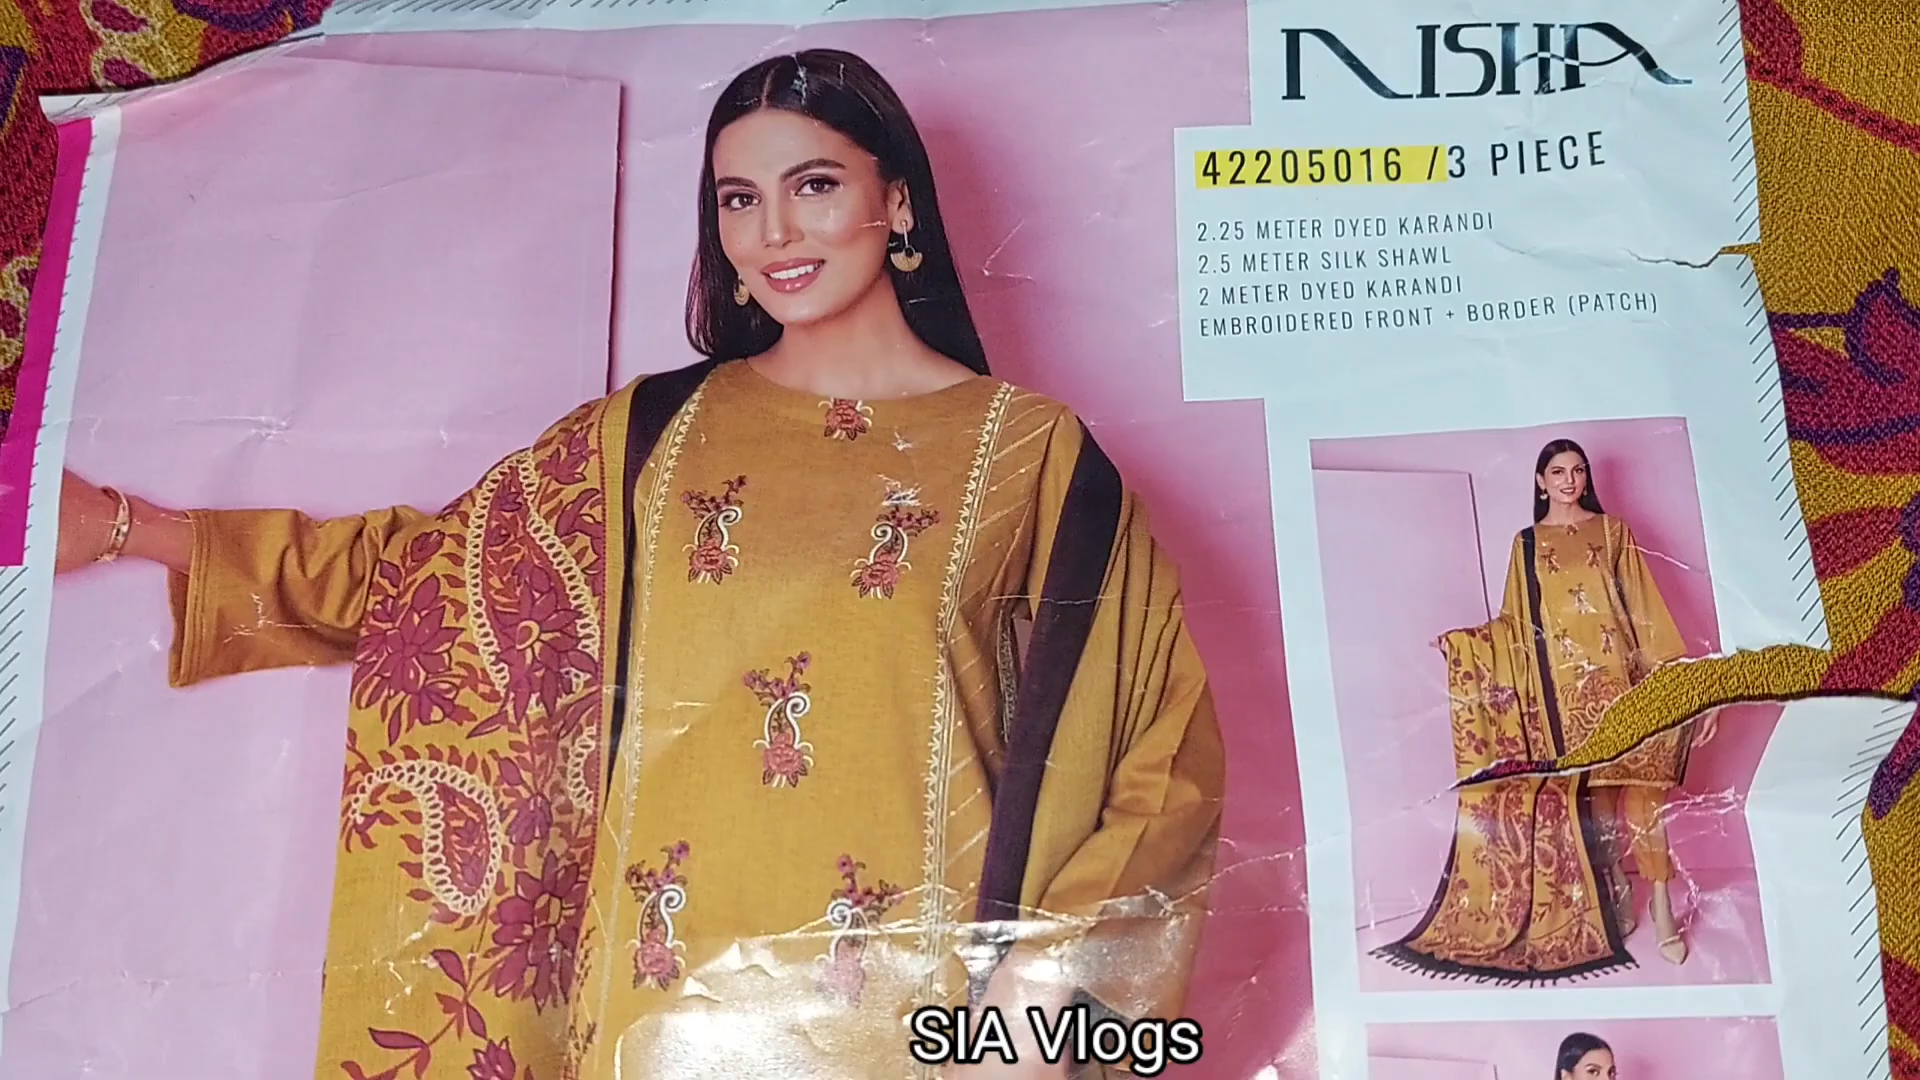 NISHA
42205016 /3 PIECE
2.25 METER DYED KARANDI
2.5 METER SILK SHAWL
2 METER DYED KARANDI
EMBROIDERED FRONT + BORDER (PATCH)
SIA Vlogs